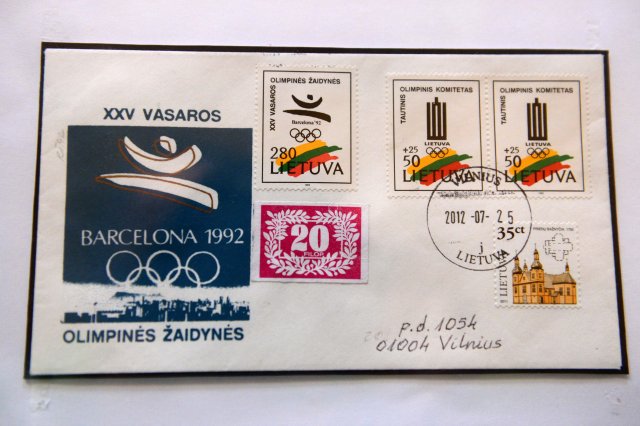 XXV VASAROS
BARCELONA 1992
OLIMPINĖS ŽAIDYNĖS
XXV VASAROS
OLIMPINĖS ŽAIDYNĖS
Barcelona '92
280
LIETUVA
TAUTINIS
OLIMPINIS KOMITETAS
LIETUVA
+25
50
LIETUVA
TAUTINIS
OLIMPINIS KOMITETAS
LIETUVA
+25
50
LIETUVA
20
FILOR
VILNIUS
2012-07-25
j
LIETUVA
35ct
LIETUVA
p.d. 1054
01004 Vilnius